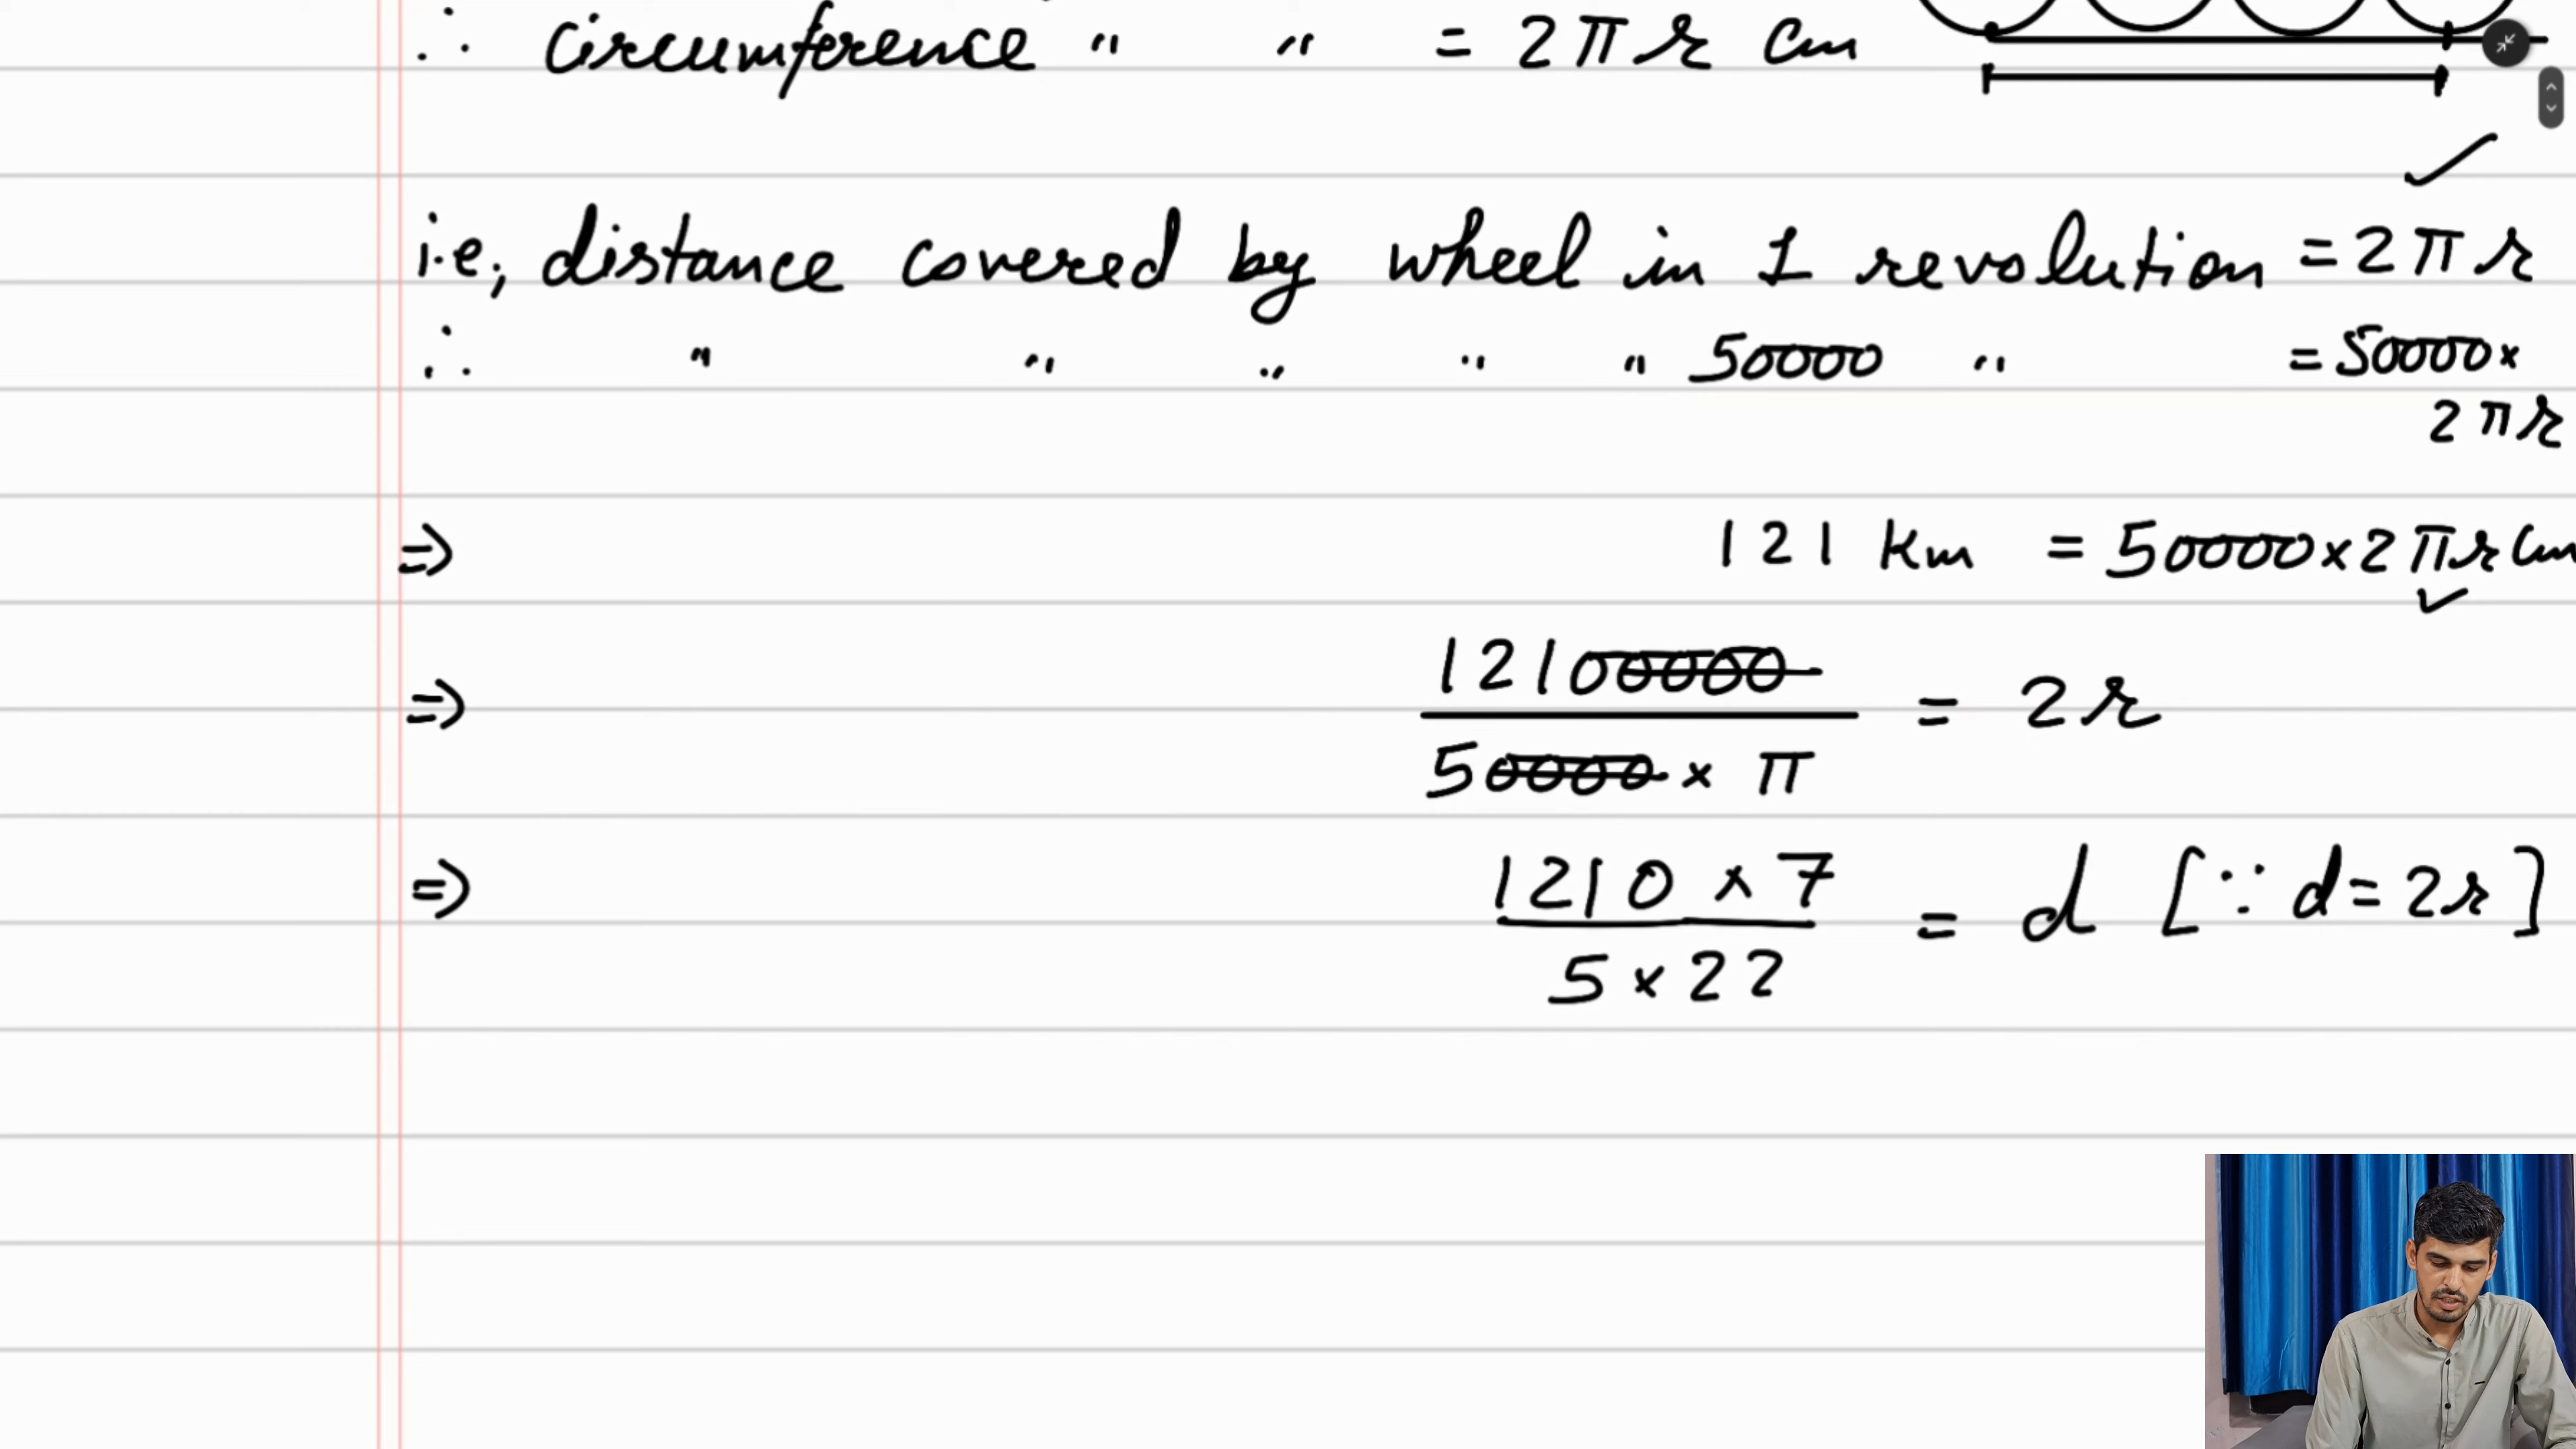 ∴ Circumference " " = 2πr cm
i.e, distance covered by wheel in 1 revolution = 2πr
∴ " " " " " 50000 " = 50000×
2πr
⇒ 121 km = 50000×2πr cm
⇒ 12100000 / 50000 × π = 2r
⇒ 1210 × 7 / 5 × 22 = d [∵ d = 2r]